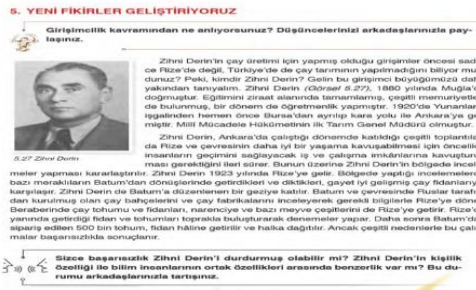 5. YENİ FİKİRLER GELİŞTİRİYORUZ
Girişimcilik kavramından ne anlıyorsunuz? Düşüncelerinizi arkadaşlarınızla pay-
laşınız.
Zihni Derin'in çay üretimi için yapmış olduğu girişimler öncesi sade-
ce Rize'de değil, Türkiye'de de çay tarımının yapılmadığını biliyor mu
dunuz? Peki, kimdir Zihni Derin? Gelin bu girişimci büyüğümüzü dah
yakından tanıyalım. Zihni Derin (Görsel 5.27), 1880 yılında Muğla'd
doğmuştur. Eğitimini ziraat alanında tamamlamış, çeşitli memuriyetle
de bulunmuş, bir dönem de öğretmenlik yapmıştır. 1920'de Yunanları
işgalinden hemen önce Bursa'dan ayrılıp kara yolu ile Ankara'ya ge
miştir. Millî Mücadele Hükümetinin ilk Tarım Genel Müdürü olmuştur.
Zihni Derin, Ankara'da çalıştığı dönemde katıldığı çeşitli toplantıla
da Rize ve çevresinin daha iyi bir yaşama kavuşabilmesi için öncelik
insanların geçimini sağlayacak iş ve çalışma imkânlarına kavuştu
ması gerektiğini ileri sürer. Bunun üzerine Zihni Derin'in bölgede incel
5.27 Zihni Derin
meler yapması kararlaştırılır. Zihni Derin 1923 yılında Rize'ye gelir. Bölgede yaptığı incelemelerd
bazı meraklıların Batum'dan dönüşlerinde getirdikleri ve diktikleri, gayet iyi gelişmiş çay fidanların
karşılaşır. Zihni Derin de Batum'a düzenlenen bir geziye katılır. Batum ve çevresinde Ruslar tarafı
dan kurulmuş olan çay bahçelerini ve çay fabrikalarını inceleyerek gerekli bilgilerle Rize'ye döne
Beraberinde çay tohumu ve fidanları, narenciye ve bazı meyve çeşitlerini de Rize'ye getirir. Rize'd
yanında getirdiği fidan ve tohumları toprakla buluşturarak denemeler yapar. Daha sonra Batum'da
sipariş edilen 500 bin tohum, fidan hâline getirilir ve halka dağıtılır. Ancak çeşitli nedenlerle bu çalı
malar başarısızlıkla sonuçlanır.
Sizce başarısızlık Zihni Derin'i durdurmuş olabilir mi? Zihni Derin'in kişilik
özelliği ile bilim insanlarının ortak özellikleri arasında benzerlik var mı? Bu du-
rumu arkadaşlarınızla tartışınız.